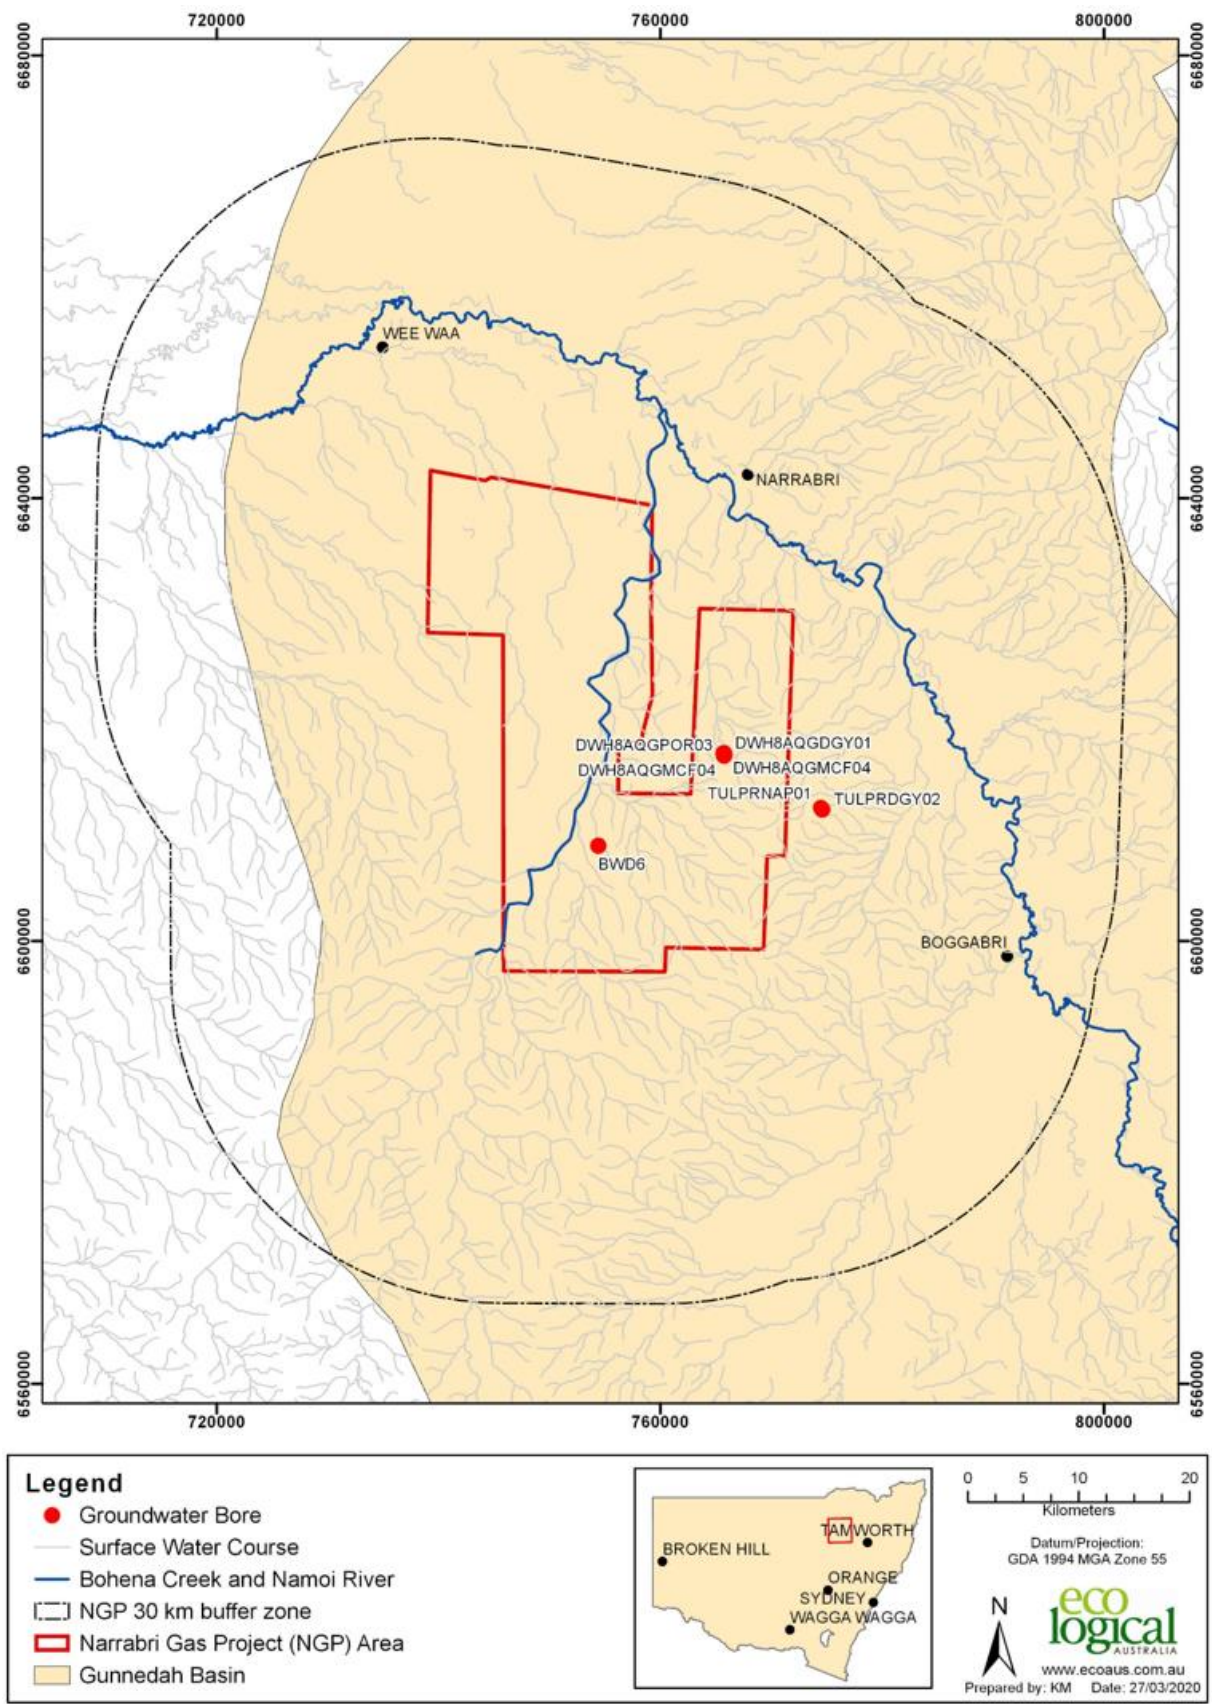 720000
760000
800000
6680000
6680000
WEE WAA
NARRABRI
6640000
6640000
DWH8AQGPOR03
DWH8AQGDGY01
DWH8AQGMCF04
DWH8AQGMCF04
TULPRNAP01
TULPRDGY02
BWD6
BOGGABRI
6600000
6600000
6560000
6560000
720000
760000
800000
Legend
Groundwater Bore
Surface Water Course
Bohena Creek and Namoi River
NGP 30 km buffer zone
Narrabri Gas Project (NGP) Area
Gunnedah Basin
TAMWORTH
BROKEN HILL
ORANGE
SYDNEY
WAGGA WAGGA
0 5 10 20
Kilometers
Datum/Projection:
GDA 1994 MGA Zone 55
N
eco
logical
AUSTRALIA
www.ecoaus.com.au
Prepared by: KM Date: 27/03/2020